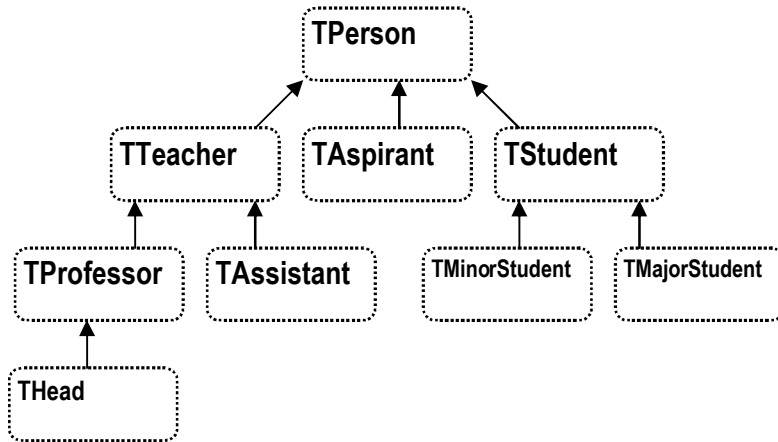 TPerson
TTeacher
TAspirant
TStudent
TProfessor
TAssistant
TMinorStudent
TMajorStudent
THead